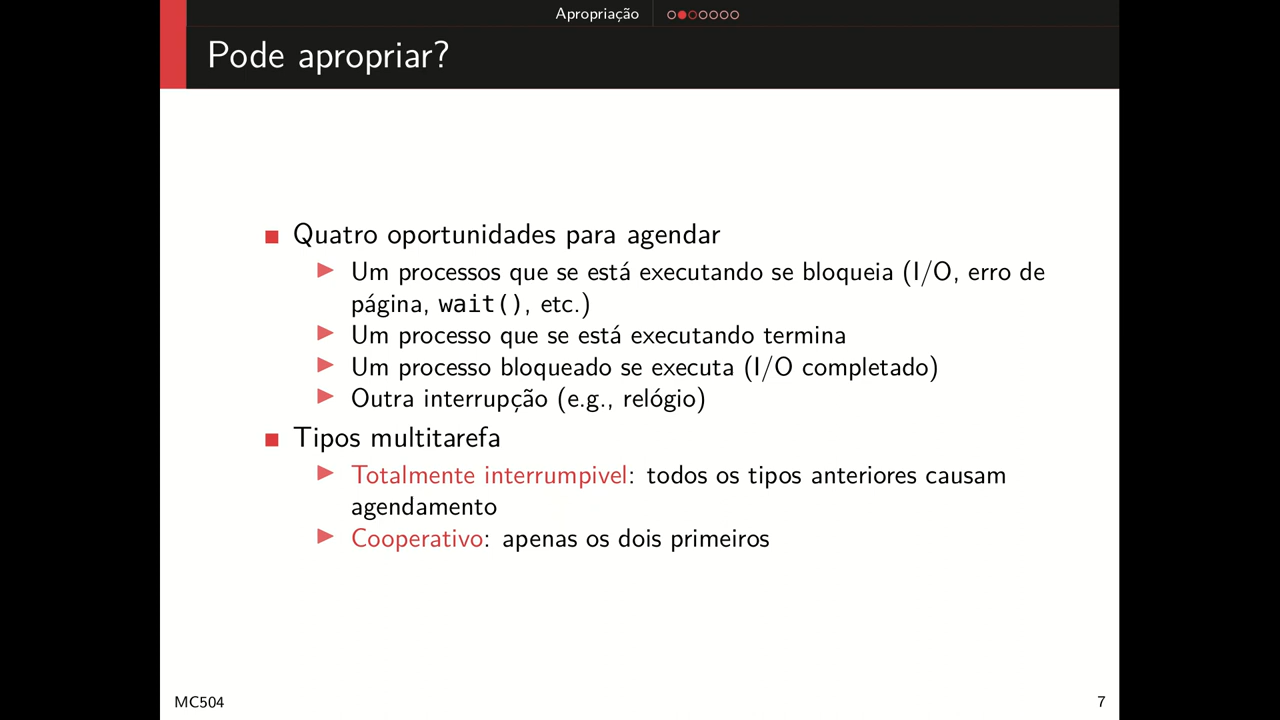 Apropriação
Pode apropriar?
Quatro oportunidades para agendar
Um processos que se está executando se bloqueia (I/O, erro de
página, wait(), etc.)
Um processo que se está executando termina
Um processo bloqueado se executa (I/O completado)
Outra interrupção (e.g., relógio)
Tipos multitarefa
Totalmente interrumpivel: todos os tipos anteriores causam
agendamento
Cooperativo: apenas os dois primeiros
MC504
7